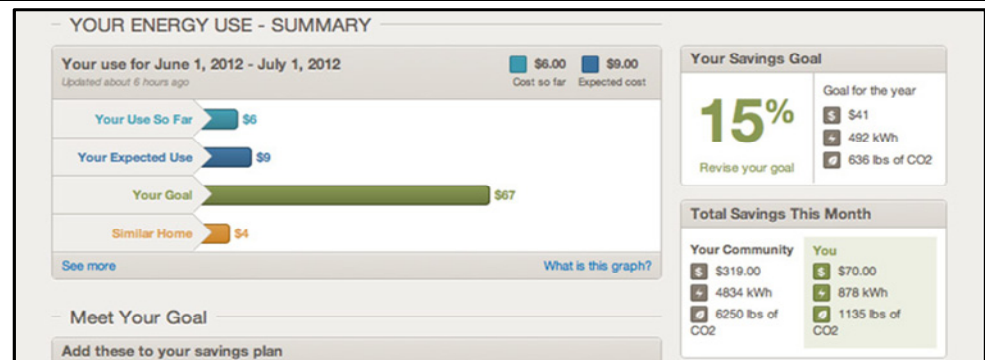 YOUR ENERGY USE - SUMMARY
Your use for June 1, 2012 - July 1, 2012
Updated about 6 hours ago
$6.00
Cost so far
$9.00
Expected cost
Your Use So Far
$6
Your Expected Use
$9
Your Goal
$67
Similar Home
$4
See more
What is this graph?
Meet Your Goal
Add these to your savings plan
Your Savings Goal
15%
Revise your goal
Goal for the year
$ $41
492 kWh
636 lbs of CO2
Total Savings This Month
Your Community
$ $319.00
4834 kWh
6250 lbs of
CO2
You
$ $70.00
878 kWh
1135 lbs of
CO2